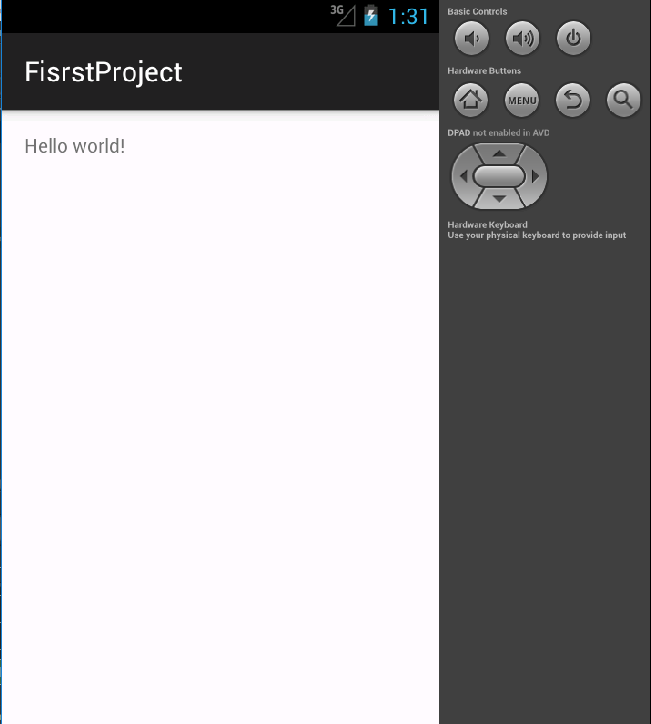 3G 1:31
FisrstProject
Hello world!
Basic Controls
Hardware Buttons
MENU
DPAD not enabled in AVD
Hardware Keyboard
Use your physical keyboard to provide input